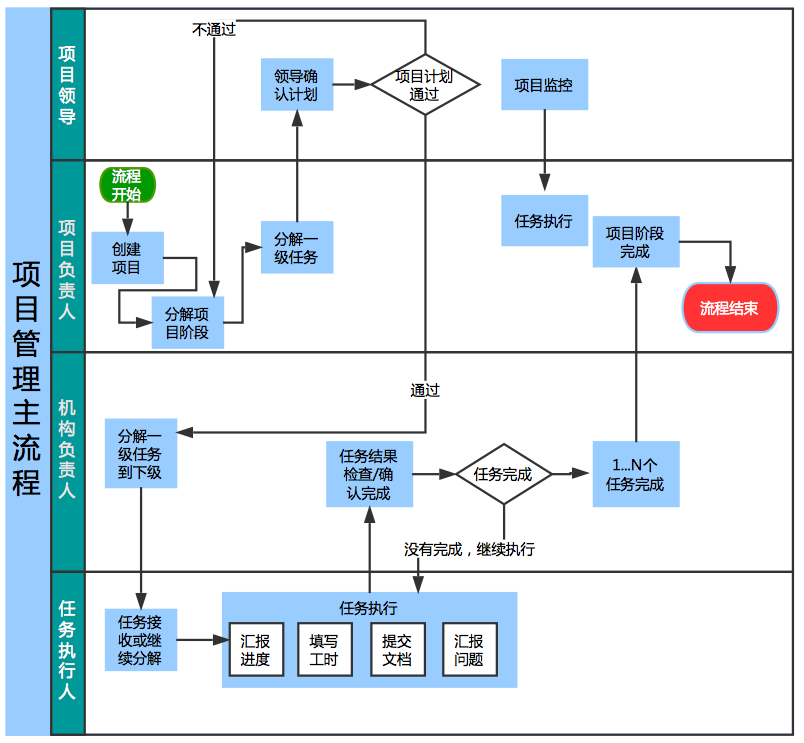 项目管理主流程
项目领导
不通过
领导确
认计划
项目计划
通过
项目监控
项目负责人
流程
开始
创建
项目
分解项
目阶段
分解一
级任务
任务执行
项目阶段
完成
流程结束
机构负责人
通过
分解一
级任务
到下级
任务结果
检查/确
认完成
任务完成
1...N个
任务完成
没有完成，继续执行
任务执行人
任务接
收或继
续分解
任务执行
汇报
进度
填写
工时
提交
文档
汇报
问题